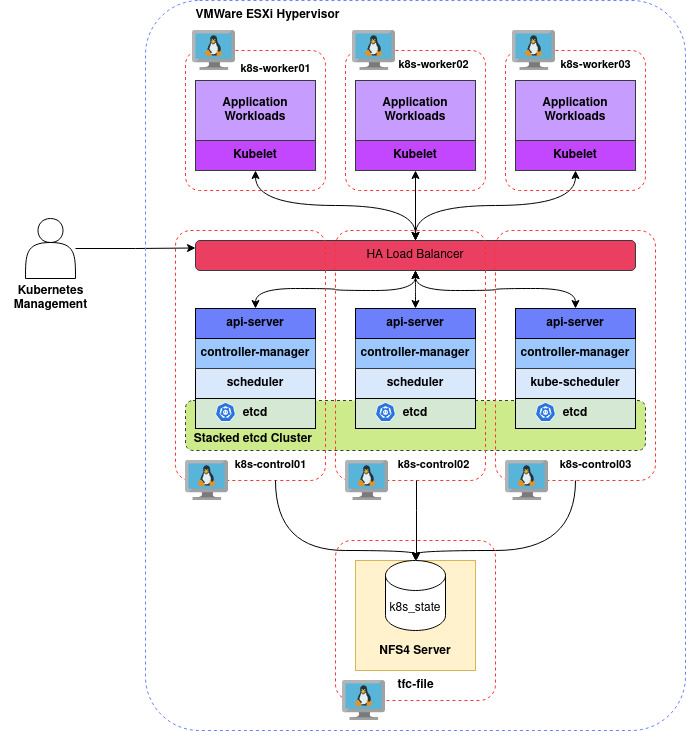 VMWare ESXi Hypervisor
k8s-worker01
k8s-worker02
k8s-worker03
Application
Workloads
Application
Workloads
Application
Workloads
Kubelet
Kubelet
Kubelet
HA Load Balancer
Kubernetes
Management
api-server
api-server
api-server
controller-manager
controller-manager
controller-manager
scheduler
scheduler
kube-scheduler
etcd
etcd
etcd
Stacked etcd Cluster
k8s-control01
k8s-control02
k8s-control03
k8s_state
NFS4 Server
tfc-file